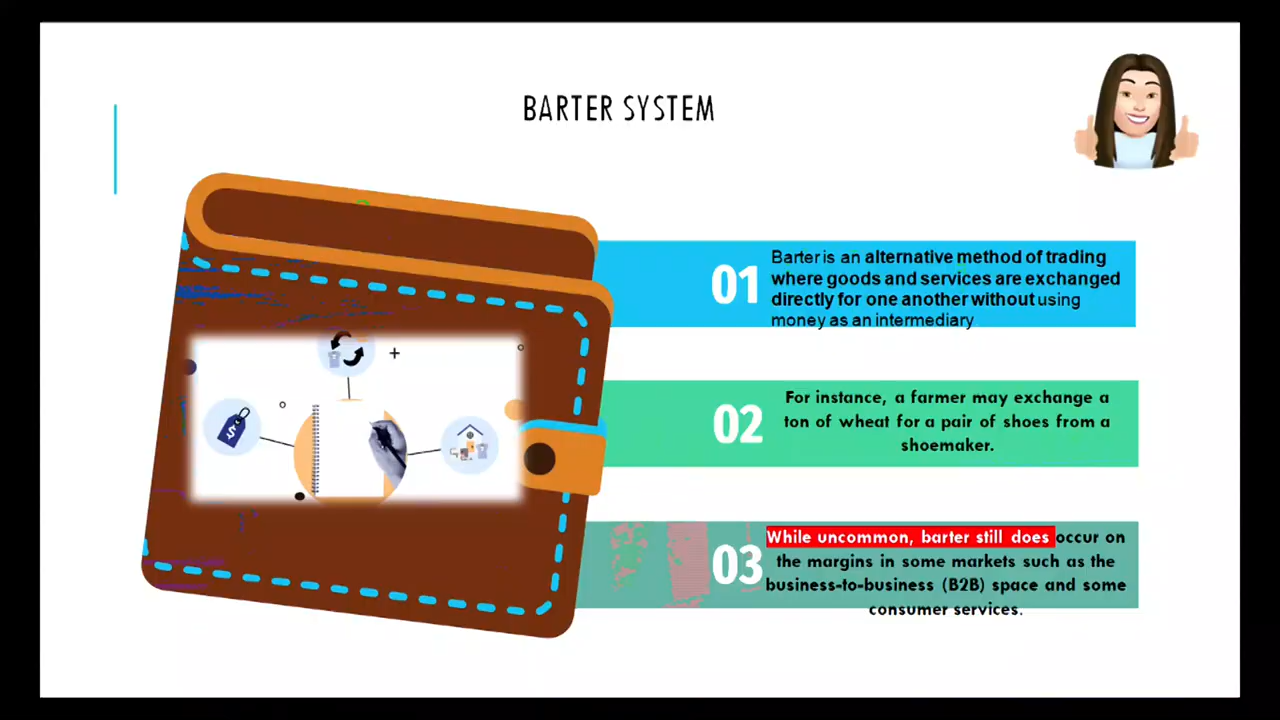 BARTER SYSTEM
01
Barter is an alternative method of trading
where goods and services are exchanged
directly for one another without using
money as an intermediary
02
For instance, a farmer may exchange a
ton of wheat for a pair of shoes from a
shoemaker.
03
While uncommon, barter still does occur on
the margins in some markets such as the
business-to-business (B2B) space and some
consumer services.